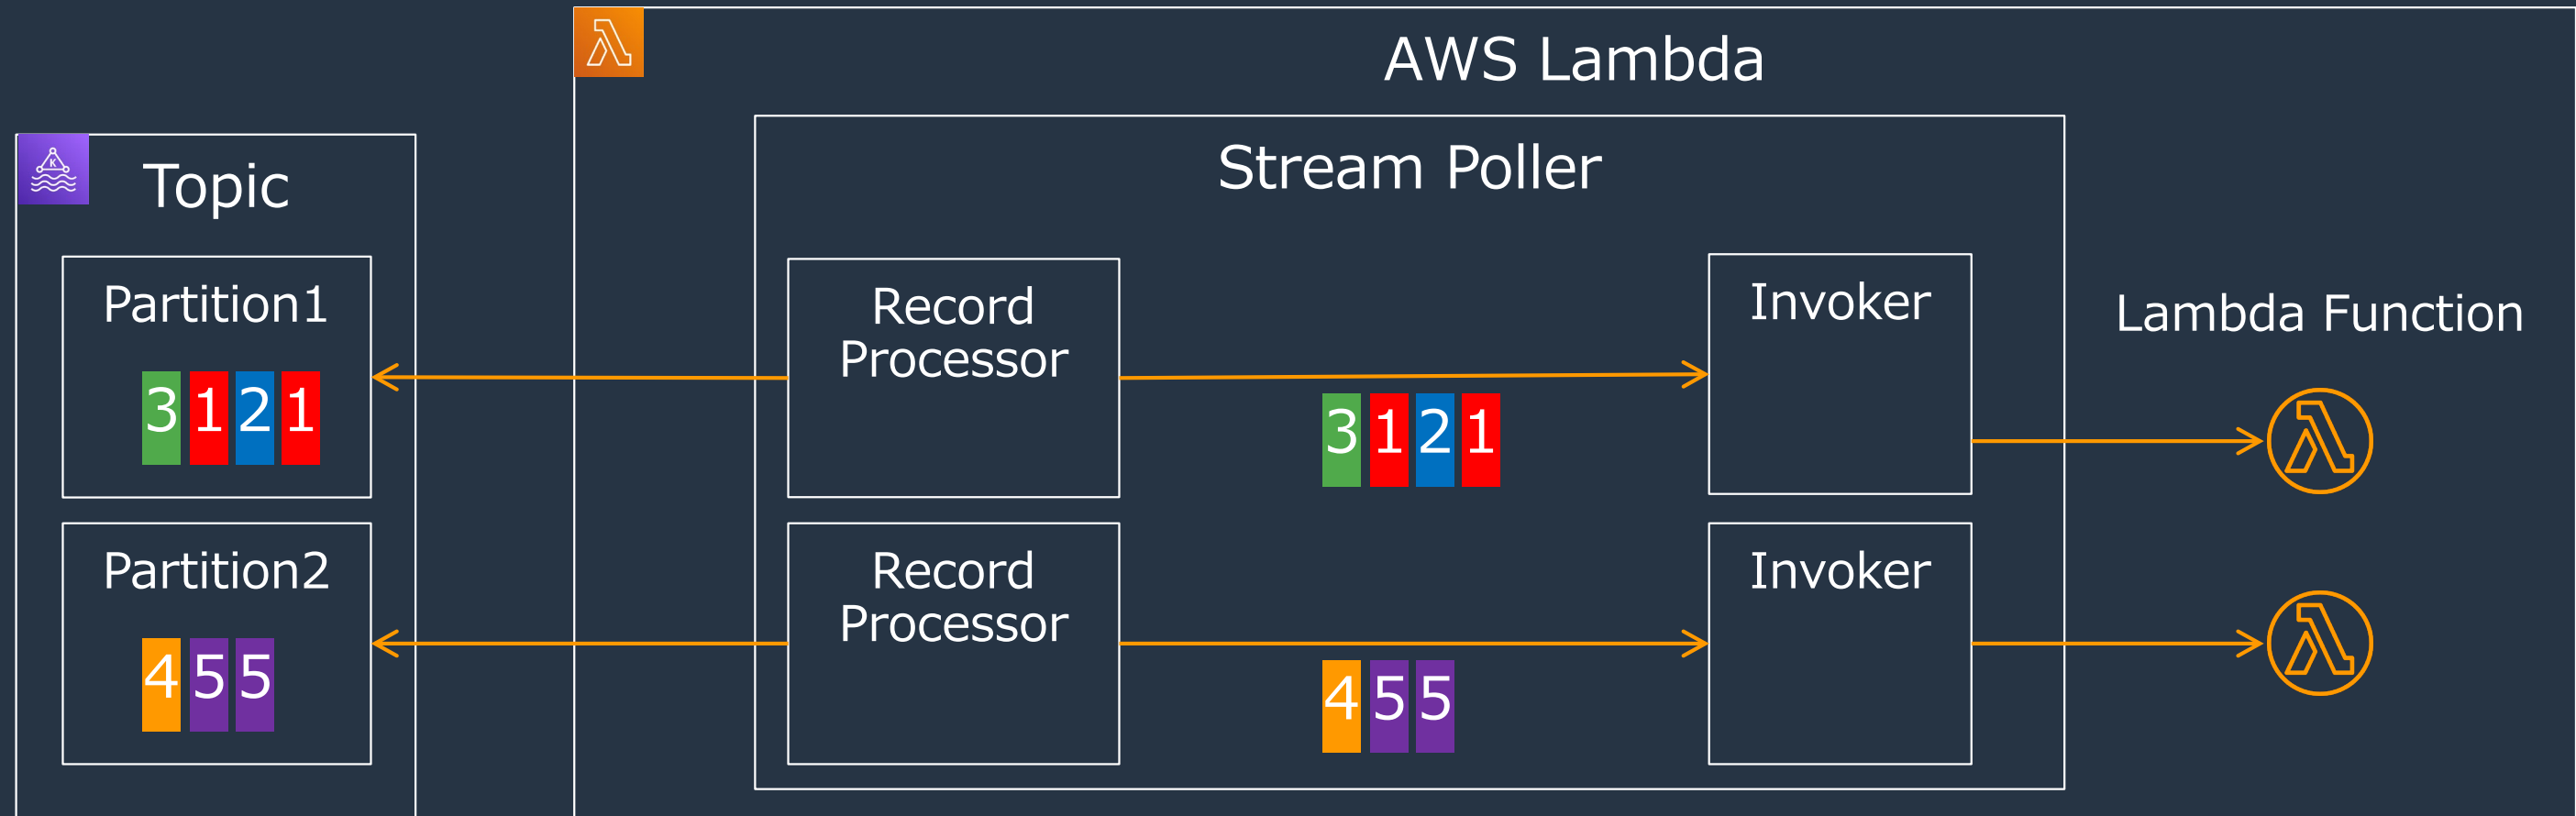 AWS Lambda
Stream Poller
K
Topic
Partition1
3 1 2 1
Record
Processor
3 1 2 1
Invoker
Lambda Function
Partition2
4 5 5
Record
Processor
4 5 5
Invoker